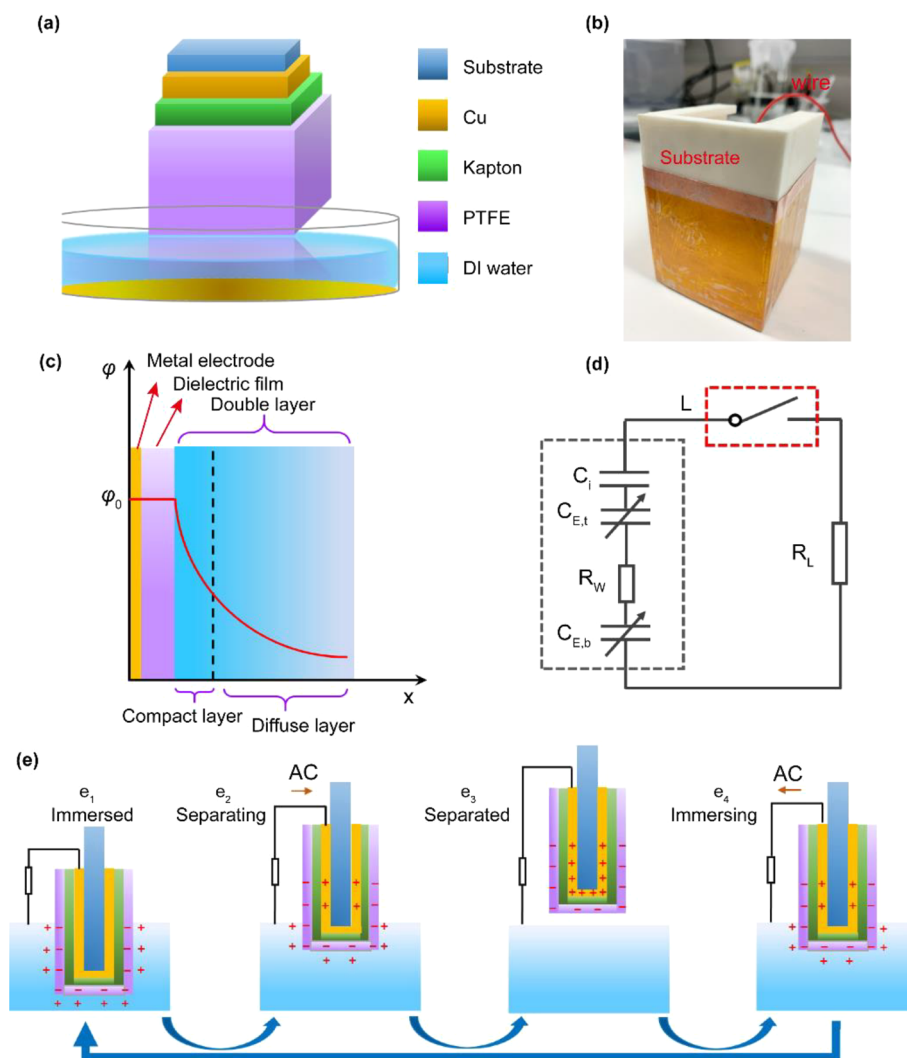 (a)
Substrate
Cu
Kapton
PTFE
DI water
(b)
wire
Substrate
(c)
φ
Metal electrode
Dielectric film
Double layer
φ0
x
Compact layer
Diffuse layer
(d)
L
Ci
CE,t
RW
CE,b
RL
(e)
e1
Immersed
e2
Separating
AC
e3
Separated
e4
Immersing
AC